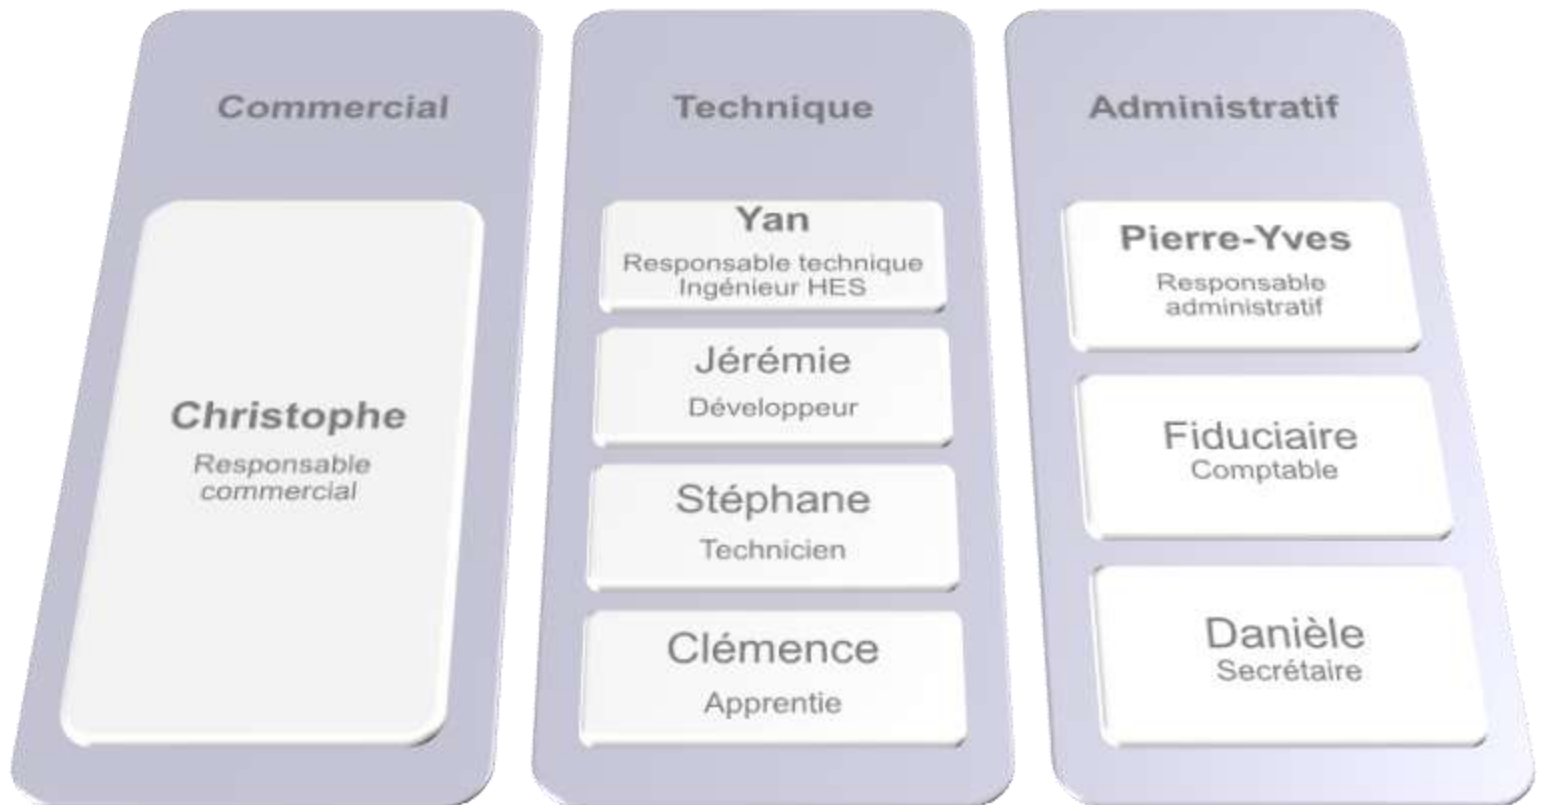 Commercial
Christophe
Responsable
commercial
Technique
Yan
Responsable technique
Ingénieur HES
Jérémie
Développeur
Stéphane
Technicien
Clémence
Apprentie
Administratif
Pierre-Yves
Responsable
administratif
Fiduciaire
Comptable
Danièle
Secrétaire